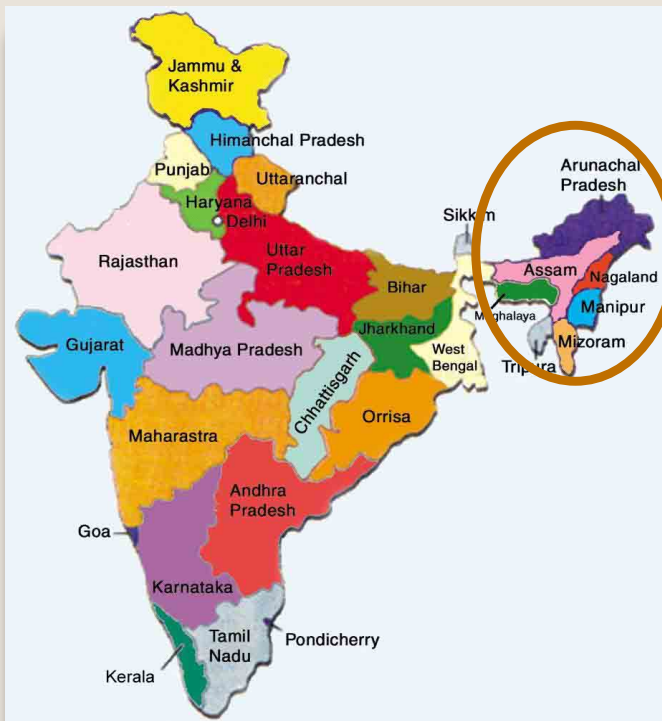 Jammu &
Kashmir
Himanchal Pradesh
Punjab
Uttaranchal
Haryana
Delhi
Arunachal
Pradesh
Sikkim
Rajasthan
Uttar
Pradesh
Assam
Nagaland
Bihar
Manipur
Meghalaya
Jharkhand
Gujarat
Madhya Pradesh
West
Bengal
Mizoram
Tripura
Chhattisgarh
Maharastra
Orrisa
Andhra
Pradesh
Goa
Karnataka
Tamil
Nadu
Pondicherry
Kerala